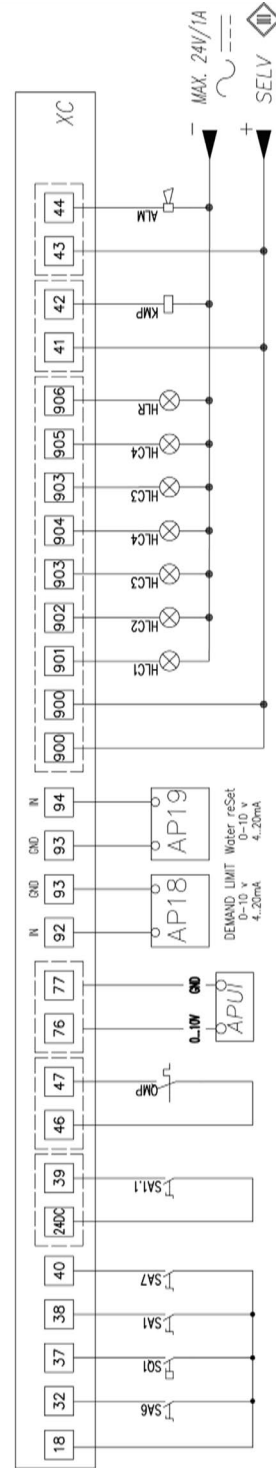 XC
18
32
37
38
40
24DC
39
46
47
76
77
92
93
93
94
900
900
901
902
903
904
903
905
906
41
42
43
44
IN
GND
GND
IN
SA6
SQ1
SA1
SA7
SA1.1
QMP
0...10V
GND
APUI
AP18
AP19
DEMAND LIMIT
0-10 v
4..20mA
Water reSet
0-10 v
4..20mA
HLC1
HLC2
HLC3
HLC4
HLC3
HLC4
HLR
KMP
ALM
- MAX. 24V/1A
+ SELV
III